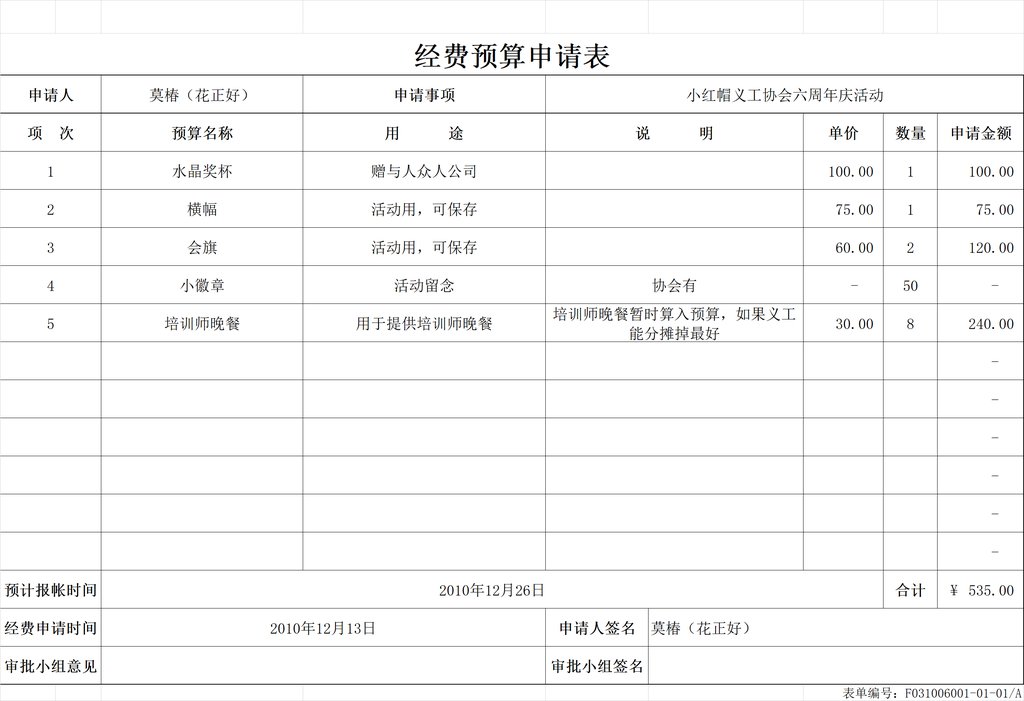 经费预算申请表
申请人 莫椿（花正好） 申请事项 小红帽义工协会六周年庆活动
项 次 预算名称 用 途 说 明 单价 数量 申请金额
1 水晶奖杯 赠与人众人公司 100.00 1 100.00
2 横幅 活动用，可保存 75.00 1 75.00
3 会旗 活动用，可保存 60.00 2 120.00
4 小徽章 活动留念 协会有 - 50 -
5 培训师晚餐 用于提供培训师晚餐 培训师晚餐暂时算入预算，如果义工 30.00 8 240.00
能分摊掉最好
-
-
-
-
-
-
预计报帐时间 2010年12月26日 合计 ¥ 535.00
经费申请时间 2010年12月13日 申请人签名 莫椿（花正好）
审批小组意见 审批小组签名
表单编号：F031006001-01-01/A